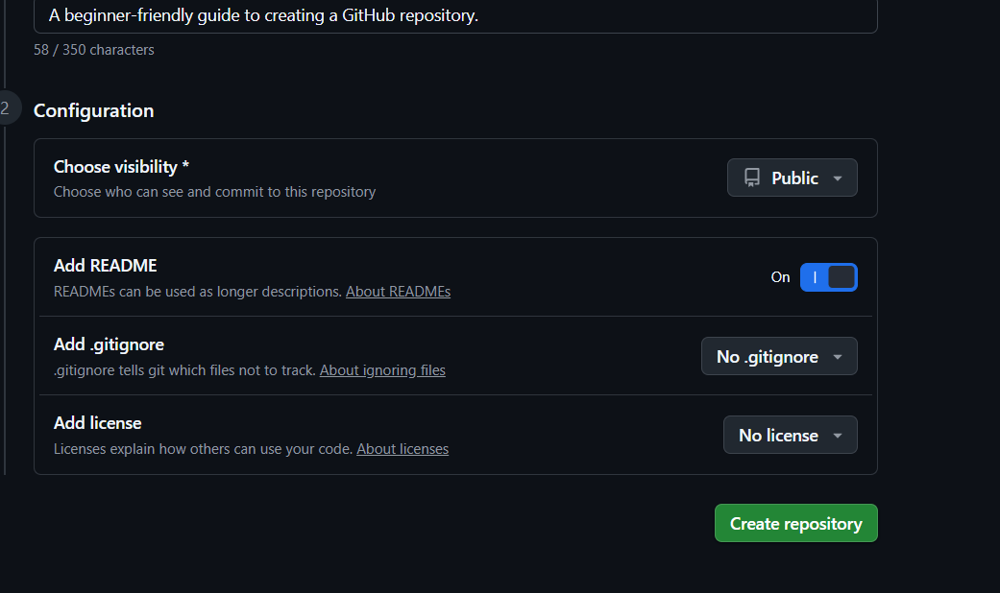 A beginner-friendly guide to creating a GitHub repository.
58 / 350 characters
2
Configuration
Choose visibility *
Choose who can see and commit to this repository
Public
Add README
READMEs can be used as longer descriptions. About READMEs
On
Add .gitignore
.gitignore tells git which files not to track. About ignoring files
No .gitignore
Add license
Licenses explain how others can use your code. About licenses
No license
Create repository